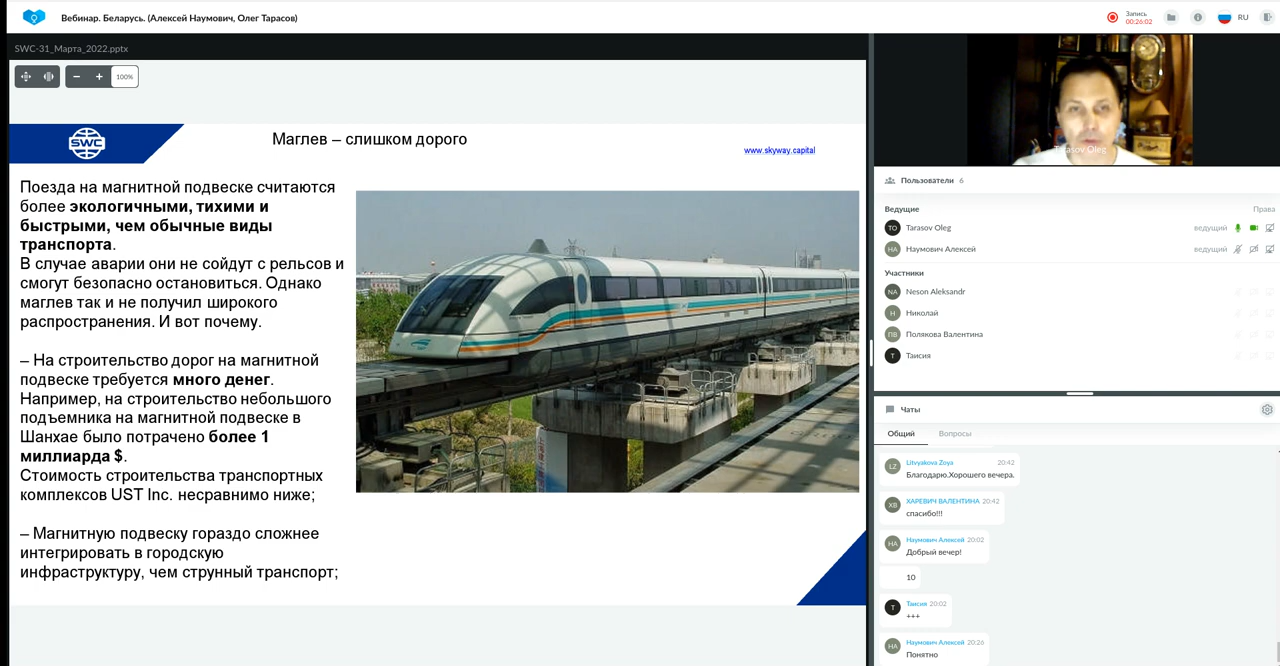 Вебинар. Беларусь. (Алексей Наумович, Олег Тарасов)
Запись
00:26:02
RU
SWC-31_Марта_2022.pptx
100%
SWC
Маглев – слишком дорого
www.skyway.capital
Поезда на магнитной подвеске считаются
более экологичными, тихими и
быстрыми, чем обычные виды
транспорта.
В случае аварии они не сойдут с рельсов и
смогут безопасно остановиться. Однако
маглев так и не получил широкого
распространения. И вот почему.
– На строительство дорог на магнитной
подвеске требуется много денег.
Например, на строительство небольшого
подъемника на магнитной подвеске в
Шанхае было потрачено более 1
миллиарда $.
Стоимость строительства транспортных
комплексов UST Inc. несравнимо ниже;
– Магнитную подвеску гораздо сложнее
интегрировать в городскую
инфраструктуру, чем струнный транспорт;
Tarasov Oleg
Пользователи 6
Ведущие Права
TO Tarasov Oleg ведущий
НА Наумович Алексей ведущий
Участники
NA Neson Aleksandr
Н Николай
ПВ Полякова Валентина
Т Таисия
Чаты
Общий Вопросы
LZ Litvyakova Zoya 20:42
Благодарю.Хорошего вечера.
ХВ ХАРЕВИЧ ВАЛЕНТИНА 20:42
спасибо!!!
НА Наумович Алексей 20:02
Добрый вечер!
10
Т Таисия 20:02
+++
НА Наумович Алексей 20:26
Понятно